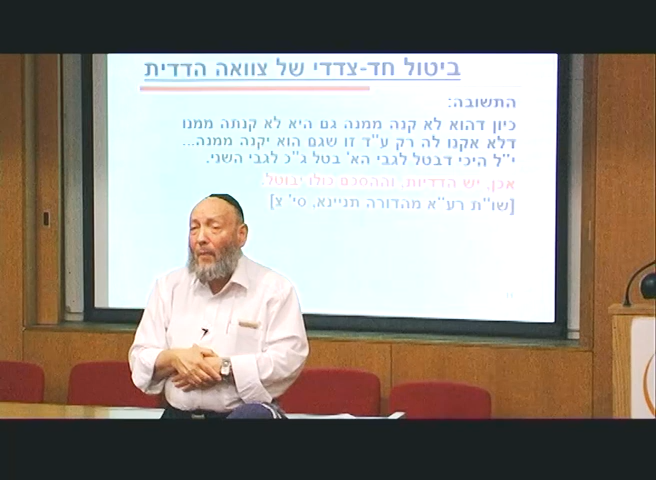 ביטול חד-צדדי של צוואה הדדית
התשובה:
כיון דהוא לא קנה ממנה גם היא לא קנתה ממנו
דלא אקנו לה רק ע"ד זו שגם הוא יקנה ממנה...
י"ל היכי דבטל לגבי הא' בטל ג"כ לגבי השני.
אכן, יש הדדיות, וההסכם כולו יבוטל.
[שו"ת רע"א מהדורה תניינא, סי' צ]